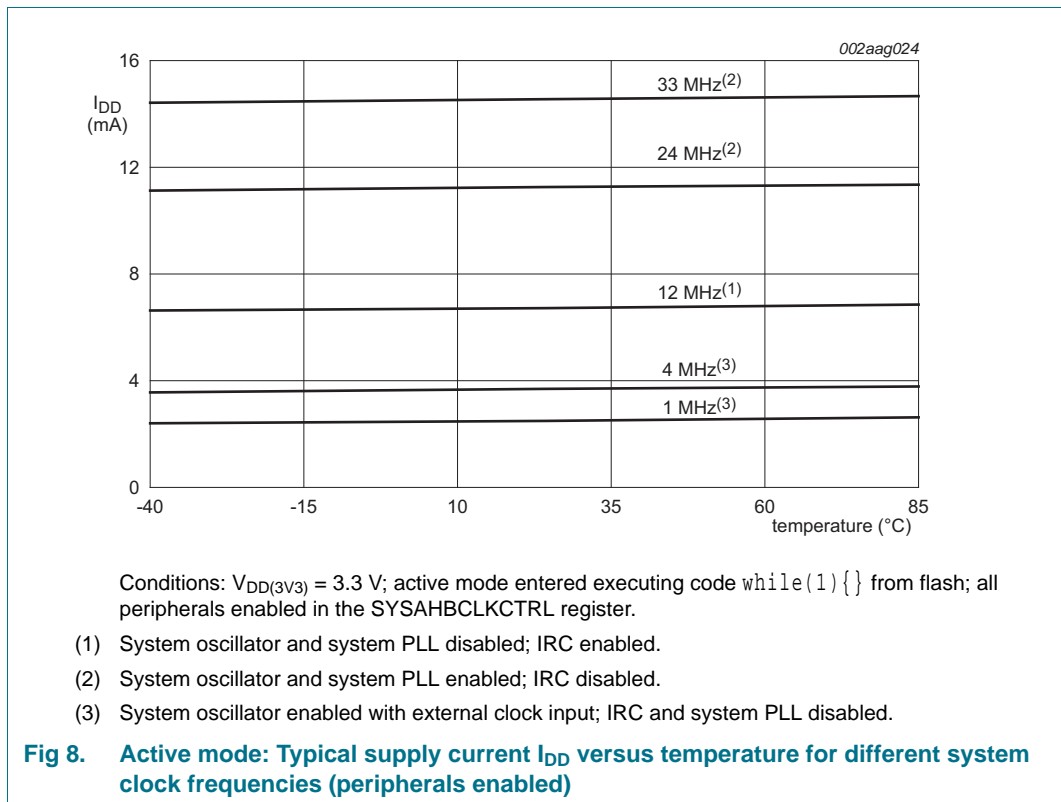 002aag024
16
I_DD
(mA)
33 MHz(2)
12
24 MHz(2)
8
12 MHz(1)
4
4 MHz(3)
1 MHz(3)
0
-40 -15 10 35 60 85
temperature (°C)
Conditions: V_DD(3V3) = 3.3 V; active mode entered executing code while(1){} from flash; all
peripherals enabled in the SYSAHBCLKCTRL register.
(1) System oscillator and system PLL disabled; IRC enabled.
(2) System oscillator and system PLL enabled; IRC disabled.
(3) System oscillator enabled with external clock input; IRC and system PLL disabled.
Fig 8. Active mode: Typical supply current I_DD versus temperature for different system
clock frequencies (peripherals enabled)